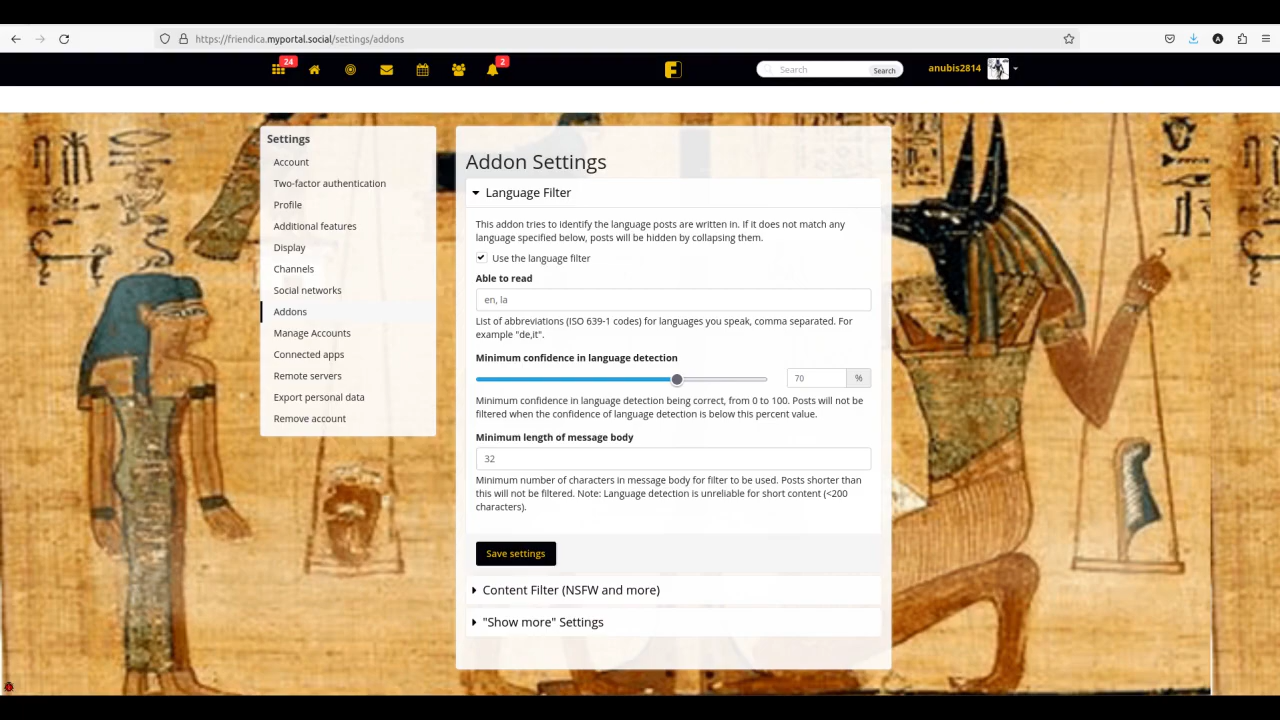 https://friendica.myportal.social/settings/addons
24
2
Search
Search
anubis2814
Settings
Account
Two-factor authentication
Profile
Additional features
Display
Channels
Social networks
Addons
Manage Accounts
Connected apps
Remote servers
Export personal data
Remove account
Addon Settings
Language Filter
This addon tries to identify the language posts are written in. If it does not match any
language specified below, posts will be hidden by collapsing them.
Use the language filter
Able to read
en, la
List of abbreviations (ISO 639-1 codes) for languages you speak, comma separated. For
example "de,it".
Minimum confidence in language detection
70 %
Minimum confidence in language detection being correct, from 0 to 100. Posts will not be
filtered when the confidence of language detection is below this percent value.
Minimum length of message body
32
Minimum number of characters in message body for filter to be used. Posts shorter than
this will not be filtered. Note: Language detection is unreliable for short content (<200
characters).
Save settings
Content Filter (NSFW and more)
"Show more" Settings